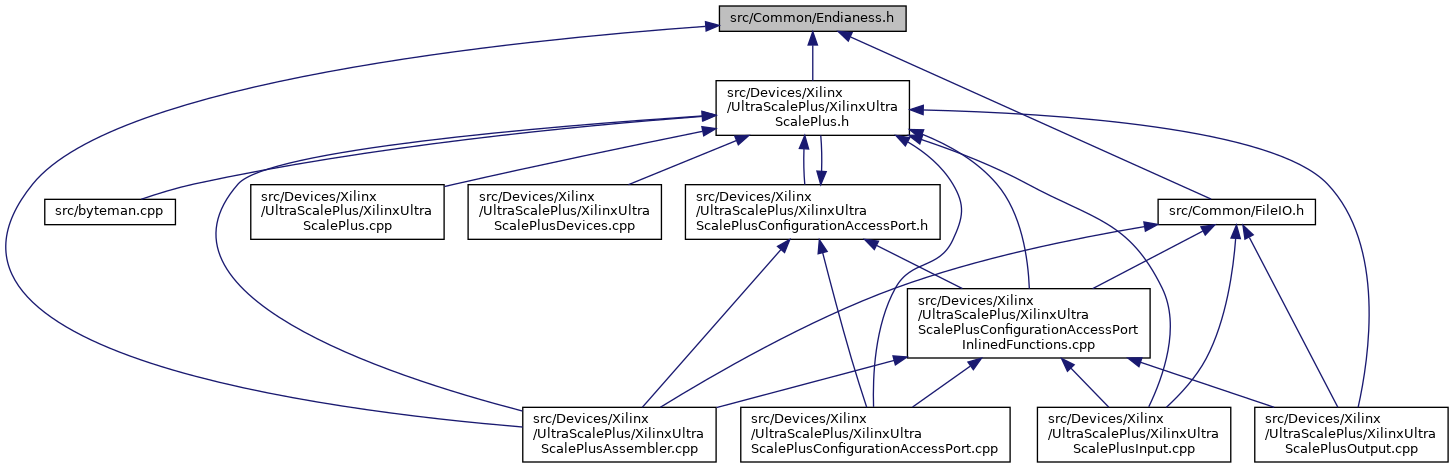 src/Common/Endianess.h
src/Devices/Xilinx
/UltraScalePlus/XilinxUltra
ScalePlus.h
src/byteman.cpp
src/Devices/Xilinx
/UltraScalePlus/XilinxUltra
ScalePlus.cpp
src/Devices/Xilinx
/UltraScalePlus/XilinxUltra
ScalePlusDevices.cpp
src/Devices/Xilinx
/UltraScalePlus/XilinxUltra
ScalePlusConfigurationAccessPort.h
src/Common/FileIO.h
src/Devices/Xilinx
/UltraScalePlus/XilinxUltra
ScalePlusConfigurationAccessPort
InlinedFunctions.cpp
src/Devices/Xilinx
/UltraScalePlus/XilinxUltra
ScalePlusAssembler.cpp
src/Devices/Xilinx
/UltraScalePlus/XilinxUltra
ScalePlusConfigurationAccessPort.cpp
src/Devices/Xilinx
/UltraScalePlus/XilinxUltra
ScalePlusInput.cpp
src/Devices/Xilinx
/UltraScalePlus/XilinxUltra
ScalePlusOutput.cpp